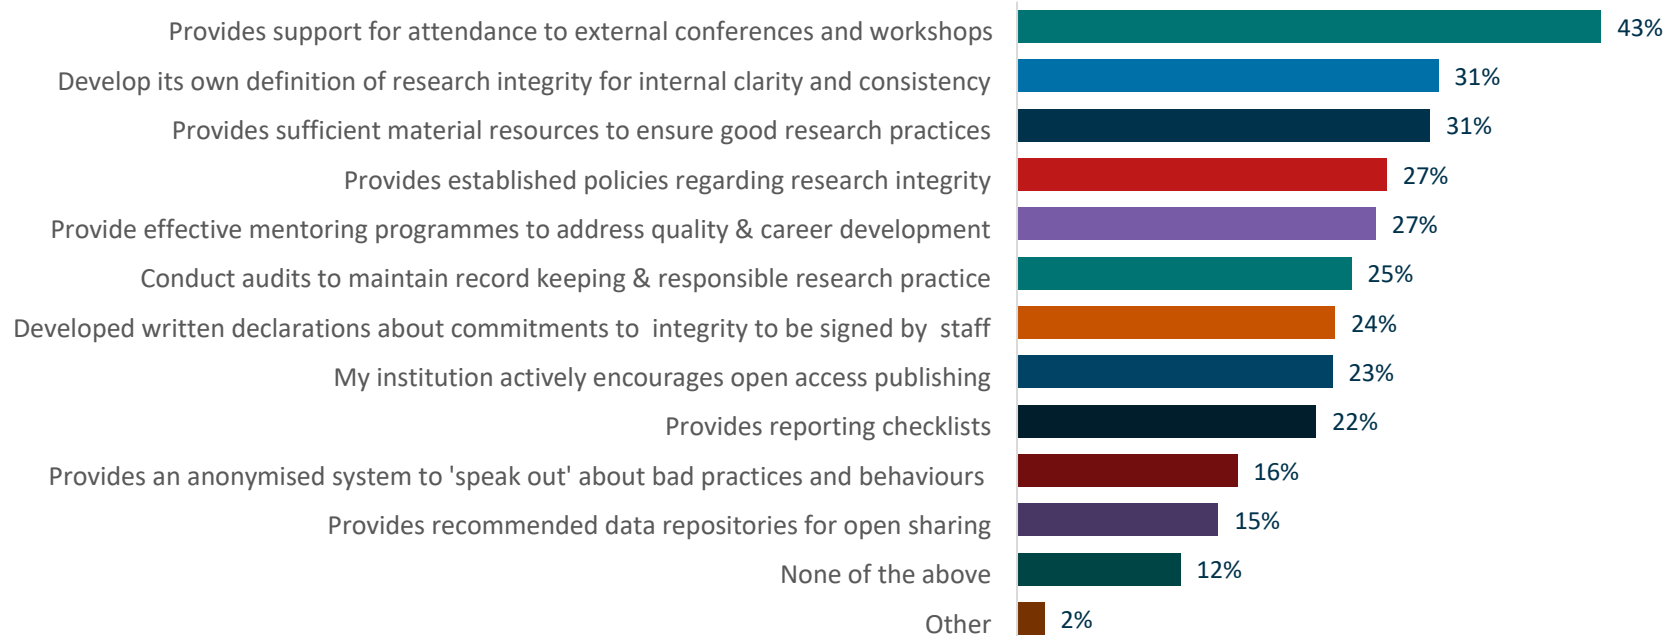 Provides support for attendance to external conferences and workshops 43%
Develop its own definition of research integrity for internal clarity and consistency 31%
Provides sufficient material resources to ensure good research practices 31%
Provides established policies regarding research integrity 27%
Provide effective mentoring programmes to address quality & career development 27%
Conduct audits to maintain record keeping & responsible research practice 25%
Developed written declarations about commitments to  integrity to be signed by  staff 24%
My institution actively encourages open access publishing 23%
Provides reporting checklists 22%
Provides an anonymised system to 'speak out' about bad practices and behaviours 16%
Provides recommended data repositories for open sharing 15%
None of the above 12%
Other 2%